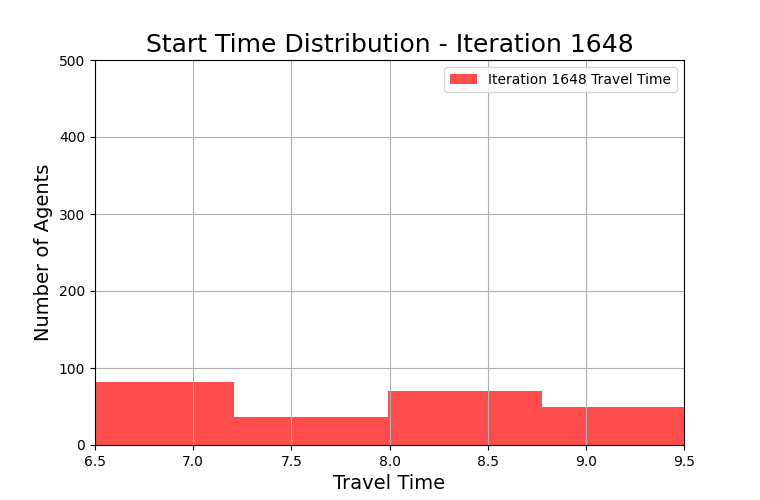 Start Time Distribution - Iteration 1648
Iteration 1648 Travel Time
Number of Agents
500
400
300
200
100
0
6.5 7.0 7.5 8.0 8.5 9.0 9.5
Travel Time